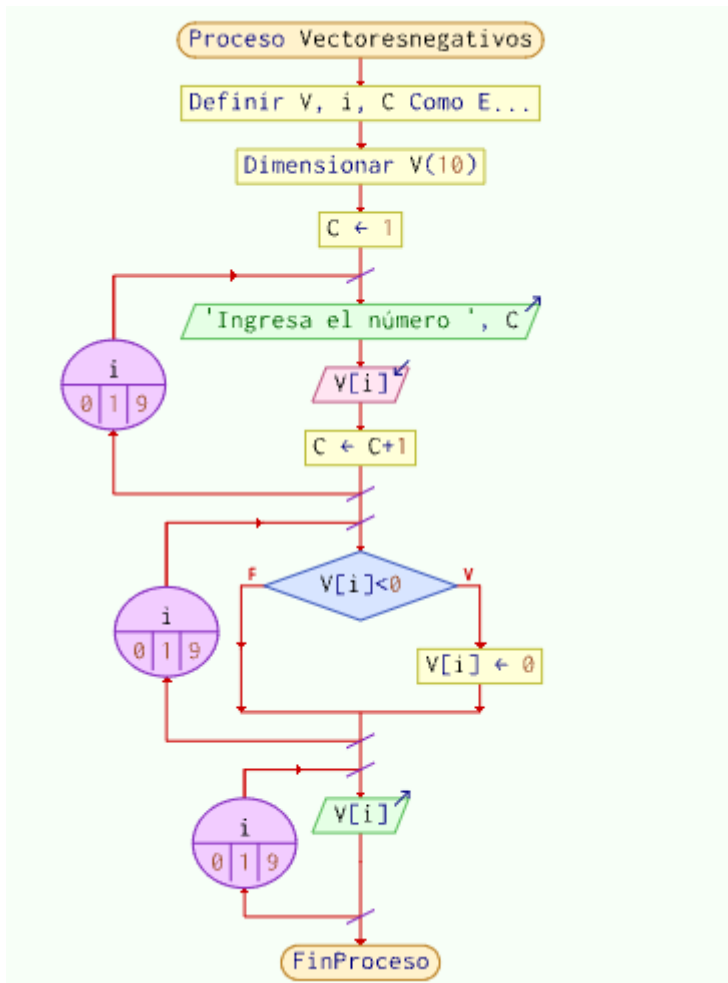 Proceso Vectoresnegativos
Definir V, i, C Como E...
Dimensionar V(10)
C ← 1
'Ingresa el número ', C
i
0 1 9
V[i]
C ← C+1
F
V[i]<0
V
i
0 1 9
V[i] ← 0
V[i]
i
0 1 9
FinProceso